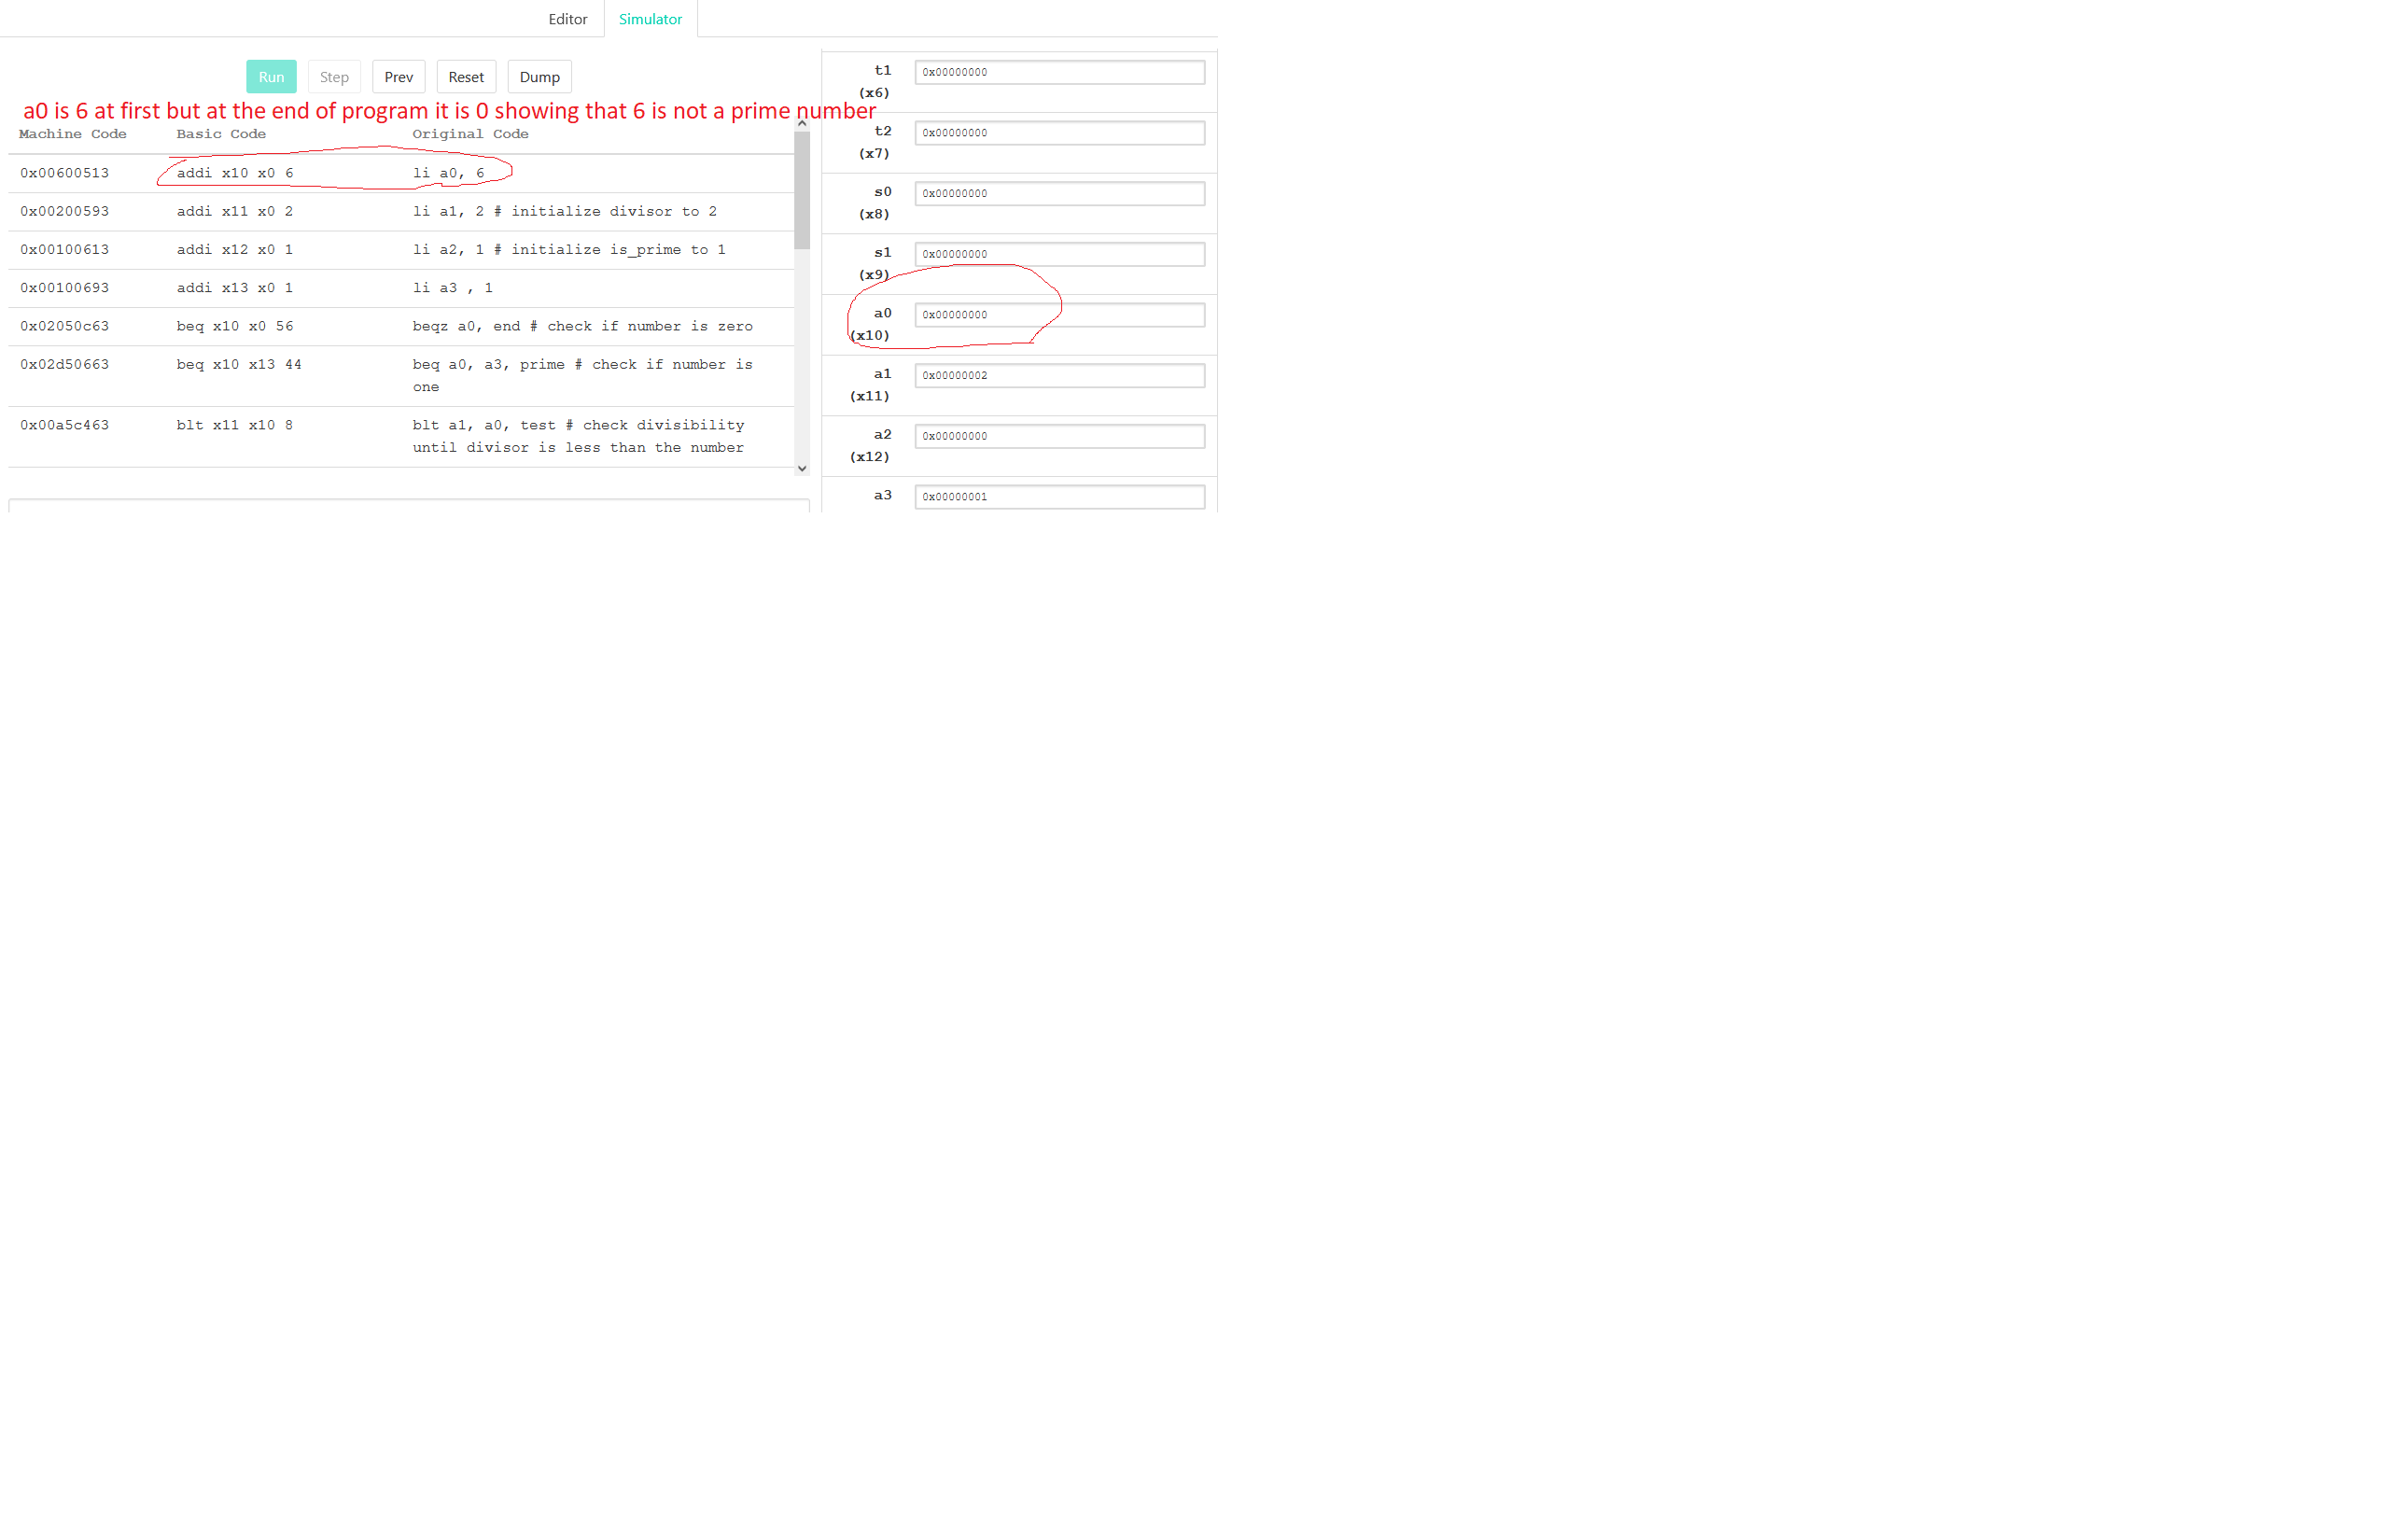 Editor Simulator
Run Step Prev Reset Dump
a0 is 6 at first but at the end of program it is 0 showing that 6 is not a prime number
Machine Code Basic Code Original Code
0x00600513 addi x10 x0 6 li a0, 6
0x00200593 addi x11 x0 2 li a1, 2 # initialize divisor to 2
0x00100613 addi x12 x0 1 li a2, 1 # initialize is_prime to 1
0x00100693 addi x13 x0 1 li a3 , 1
0x02050c63 beq x10 x0 56 beqz a0, end # check if number is zero
0x02d50663 beq x10 x13 44 beq a0, a3, prime # check if number is
one
0x00a5c463 blt x11 x10 8 blt a1, a0, test # check divisibility
until divisor is less than the number
t1 0x00000000
(x6)
t2 0x00000000
(x7)
s0 0x00000000
(x8)
s1 0x00000000
(x9)
a0 0x00000000
(x10)
a1 0x00000002
(x11)
a2 0x00000000
(x12)
a3 0x00000001